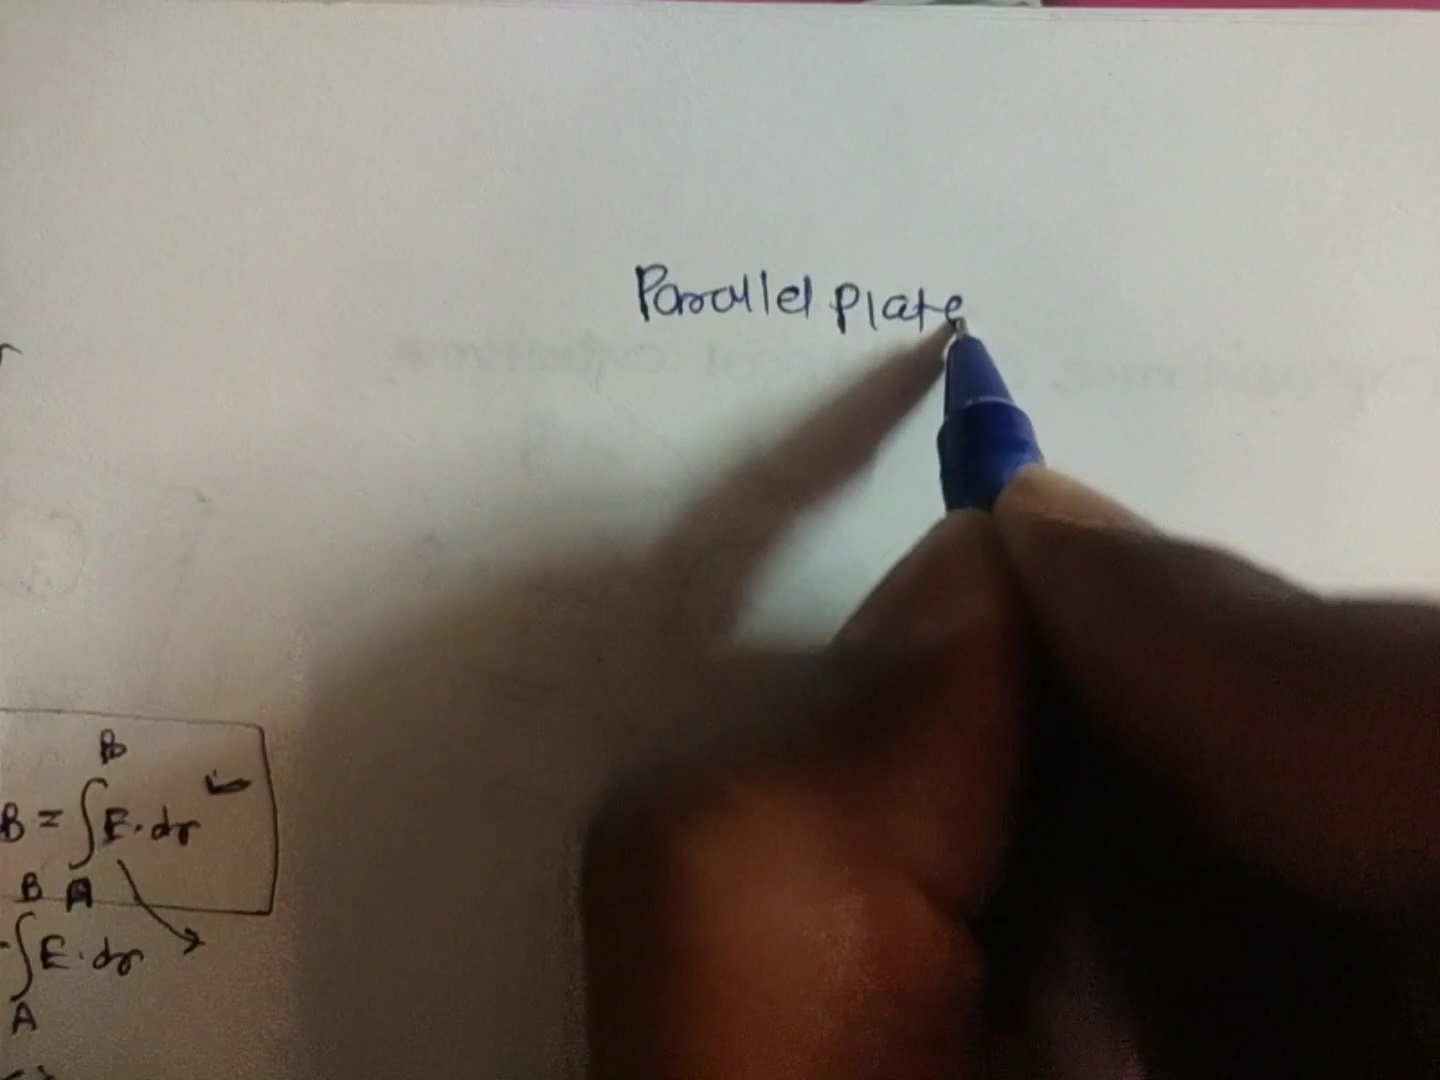 Parallel plate
B
B = ∫E.dr
B A
∫E.dr
A